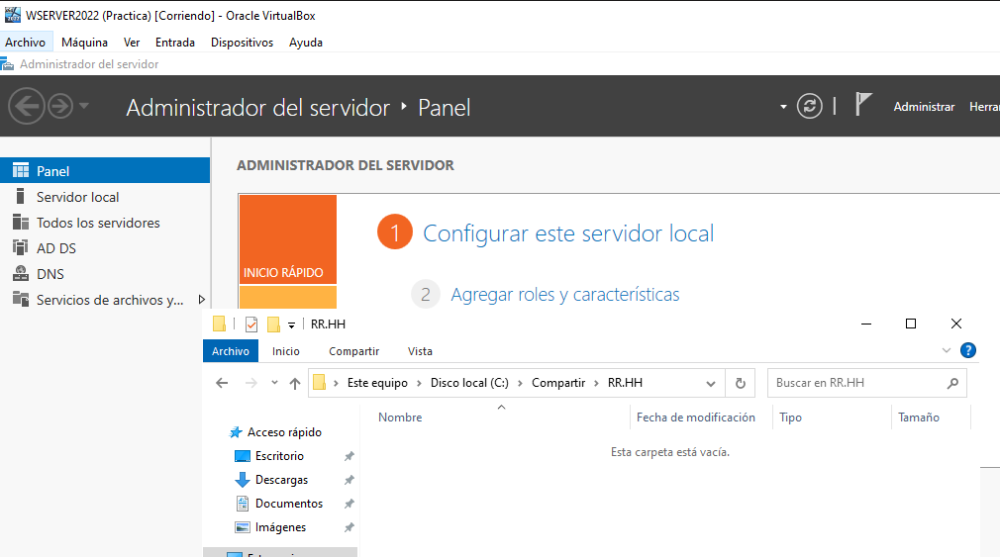 WSERVER2022 (Practica) [Corriendo] - Oracle VirtualBox
Archivo Máquina Ver Entrada Dispositivos Ayuda
Administrador del servidor
Administrador del servidor ‣ Panel
Administrar
Panel
Servidor local
Todos los servidores
AD DS
DNS
Servicios de archivos y...
ADMINISTRADOR DEL SERVIDOR
INICIO RÁPIDO
1 Configurar este servidor local
2 Agregar roles y características
RR.HH
Archivo Inicio Compartir Vista
Este equipo › Disco local (C:) › Compartir › RR.HH
Buscar en RR.HH
Nombre Fecha de modificación Tipo Tamaño
Esta carpeta está vacía.
Acceso rápido
Escritorio
Descargas
Documentos
Imágenes